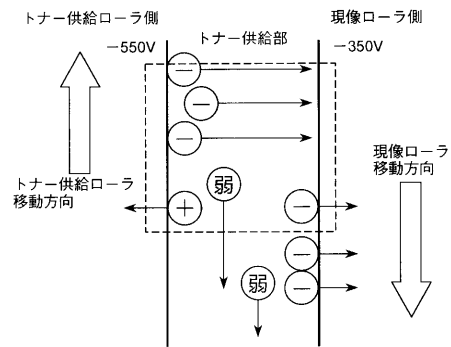 トナー供給ローラ側
トナー供給部
現像ローラ側
−550V
−350V
−
−
−
トナー供給ローラ
移動方向
現像ローラ
移動方向
弱
＋
−
−
弱
−